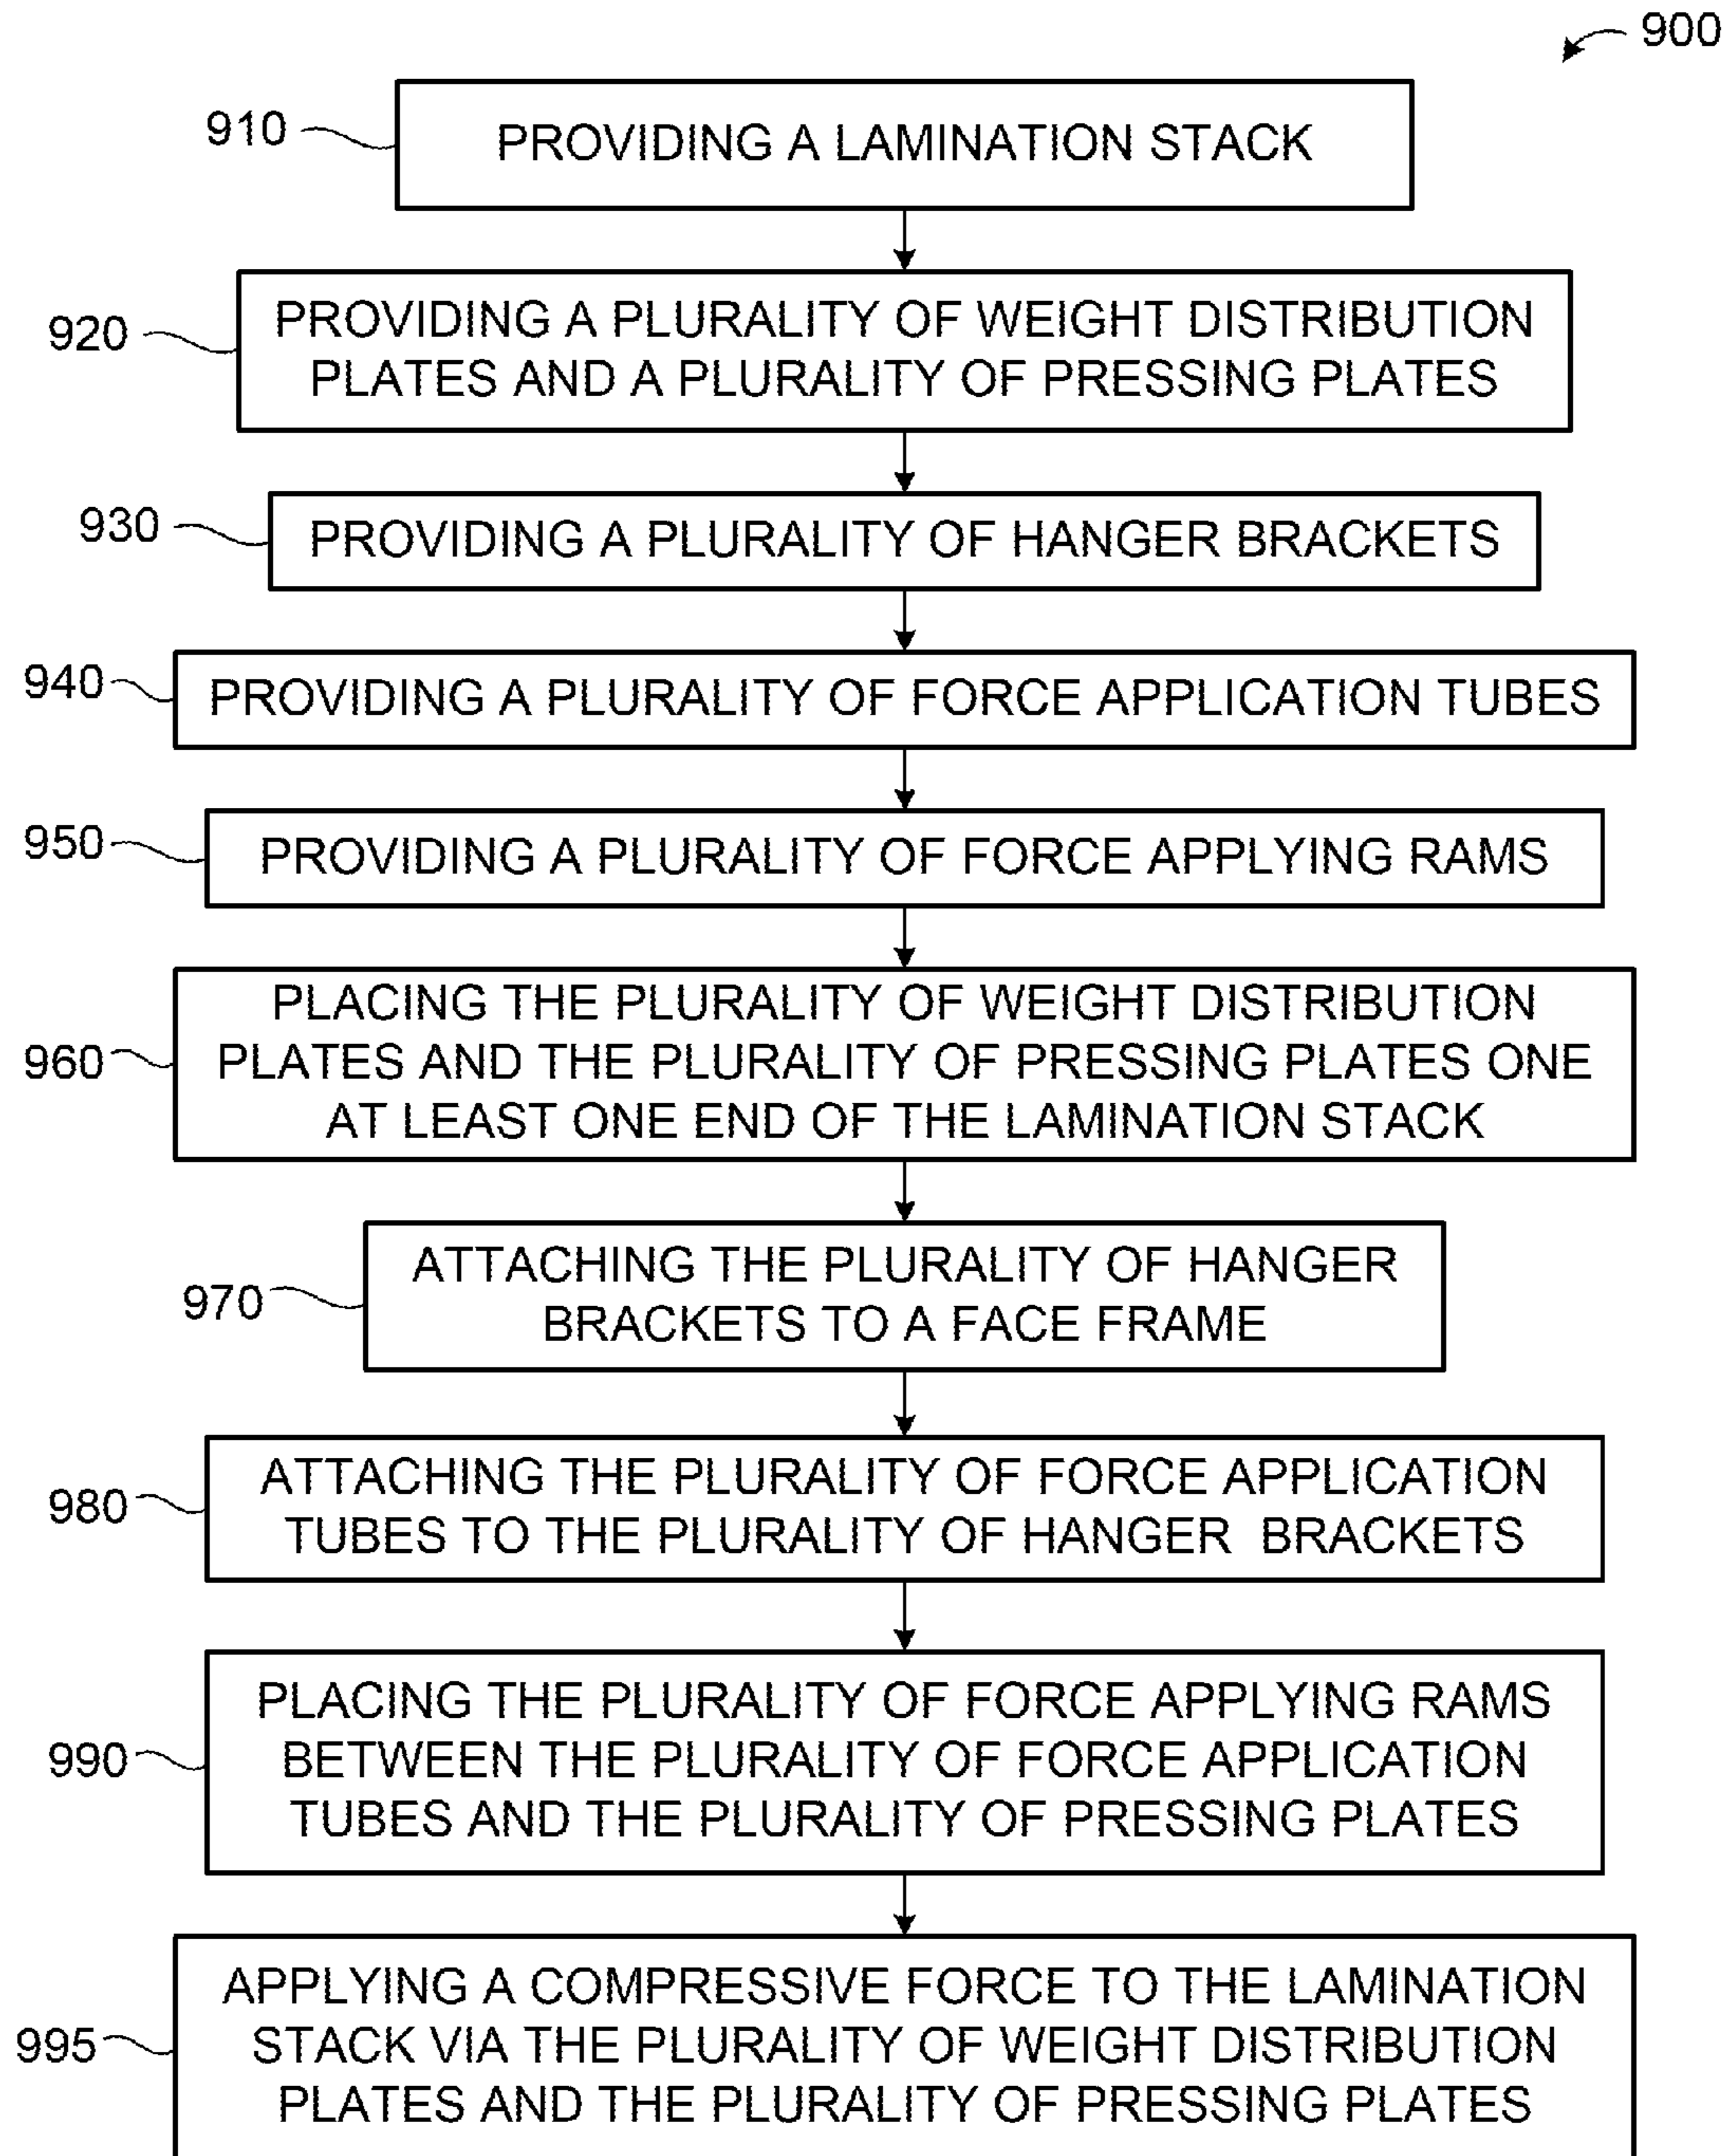 900
910
PROVIDING A LAMINATION STACK
920
PROVIDING A PLURALITY OF WEIGHT DISTRIBUTION
PLATES AND A PLURALITY OF PRESSING PLATES
930
PROVIDING A PLURALITY OF HANGER BRACKETS
940
PROVIDING A PLURALITY OF FORCE APPLICATION TUBES
950
PROVIDING A PLURALITY OF FORCE APPLYING RAMS
960
PLACING THE PLURALITY OF WEIGHT DISTRIBUTION
PLATES AND THE PLURALITY OF PRESSING PLATES ONE
AT LEAST ONE END OF THE LAMINATION STACK
970
ATTACHING THE PLURALITY OF HANGER
BRACKETS TO A FACE FRAME
980
ATTACHING THE PLURALITY OF FORCE APPLICATION
TUBES TO THE PLURALITY OF HANGER BRACKETS
990
PLACING THE PLURALITY OF FORCE APPLYING RAMS
BETWEEN THE PLURALITY OF FORCE APPLICATION
TUBES AND THE PLURALITY OF PRESSING PLATES
995
APPLYING A COMPRESSIVE FORCE TO THE LAMINATION
STACK VIA THE PLURALITY OF WEIGHT DISTRIBUTION
PLATES AND THE PLURALITY OF PRESSING PLATES